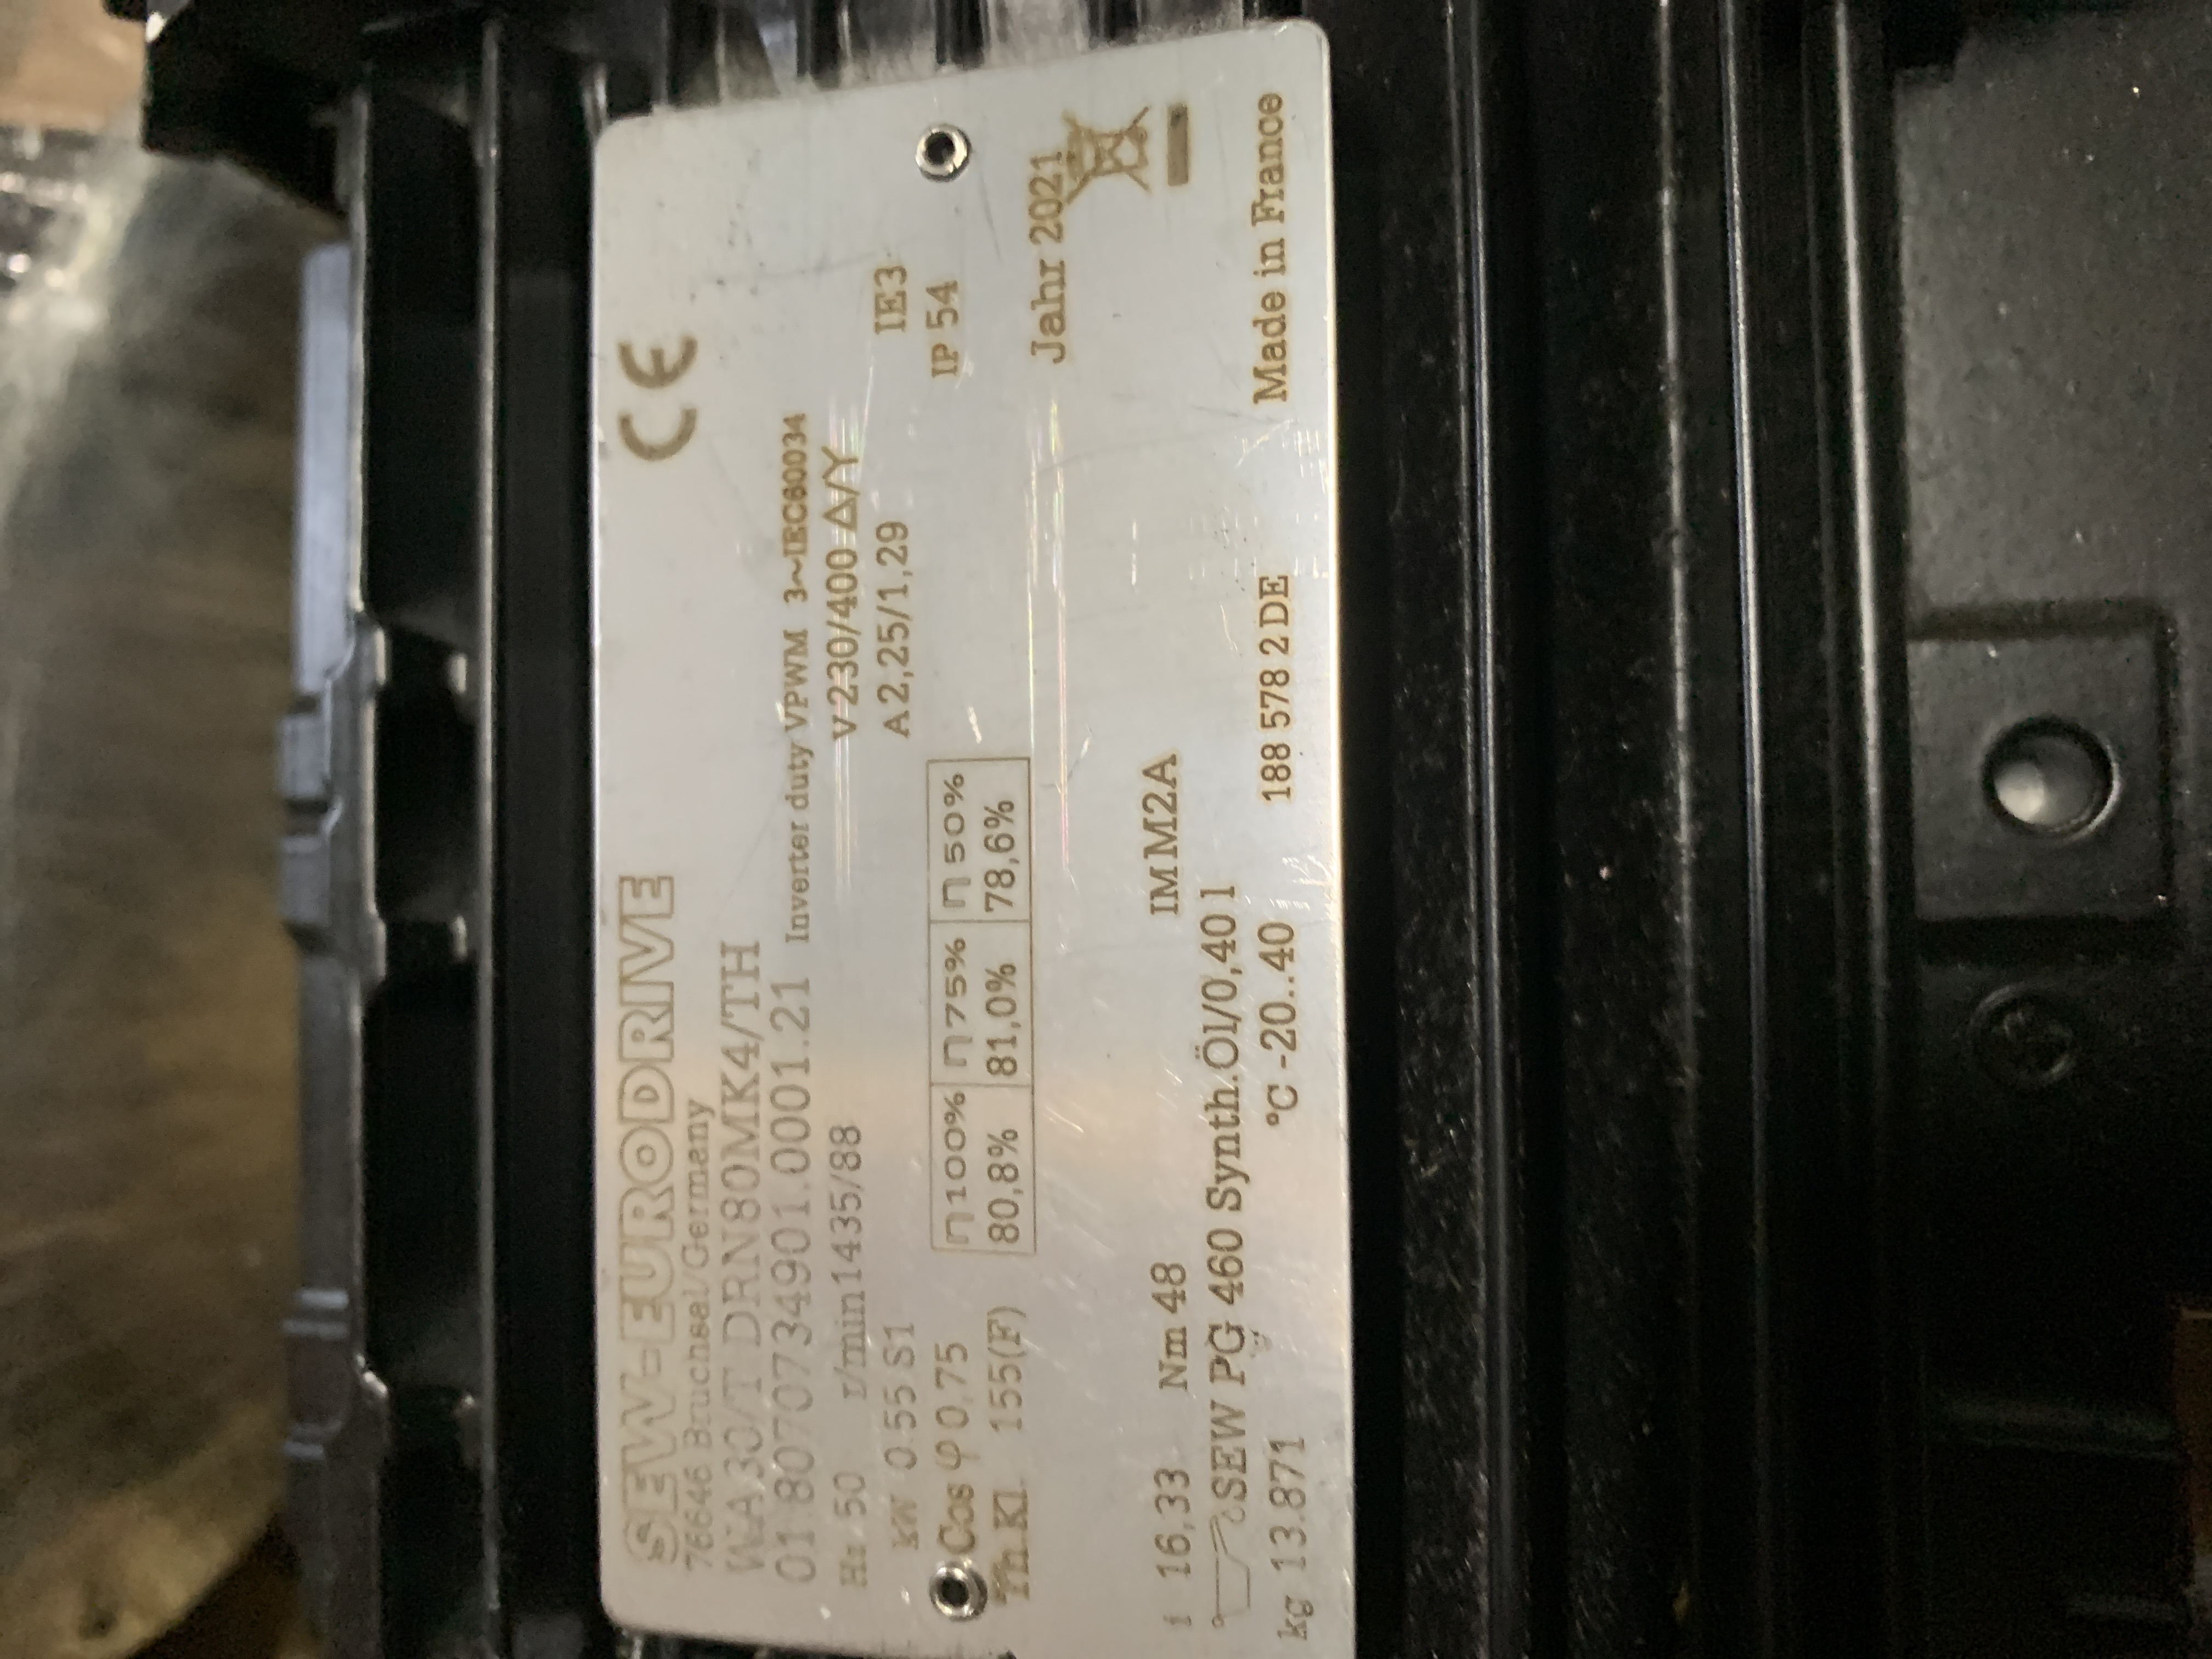 SEW-EURODRIVE
CE
76646 Bruchsal/Germany
WA30/T DRN80MK4/TH
01.8070734901.0001.21 Inverter duty VPWM 3~IEC60034
Hz 50 r/min 1435/88 V 230/400 Δ/Y
kW 0.55 S1 A 2,25/1,29 IE3
Cos φ 0,75 η100% η75% η50% IP 54
Th.Kl. 155(F) 80,8% 81,0% 78,6%
Jahr 2021
i 16,33 Nm 48 IM M2A
SEW PG 460 Synth.Öl/0,40 l
kg 13.871 °C -20..40 188 578 2 DE Made in France